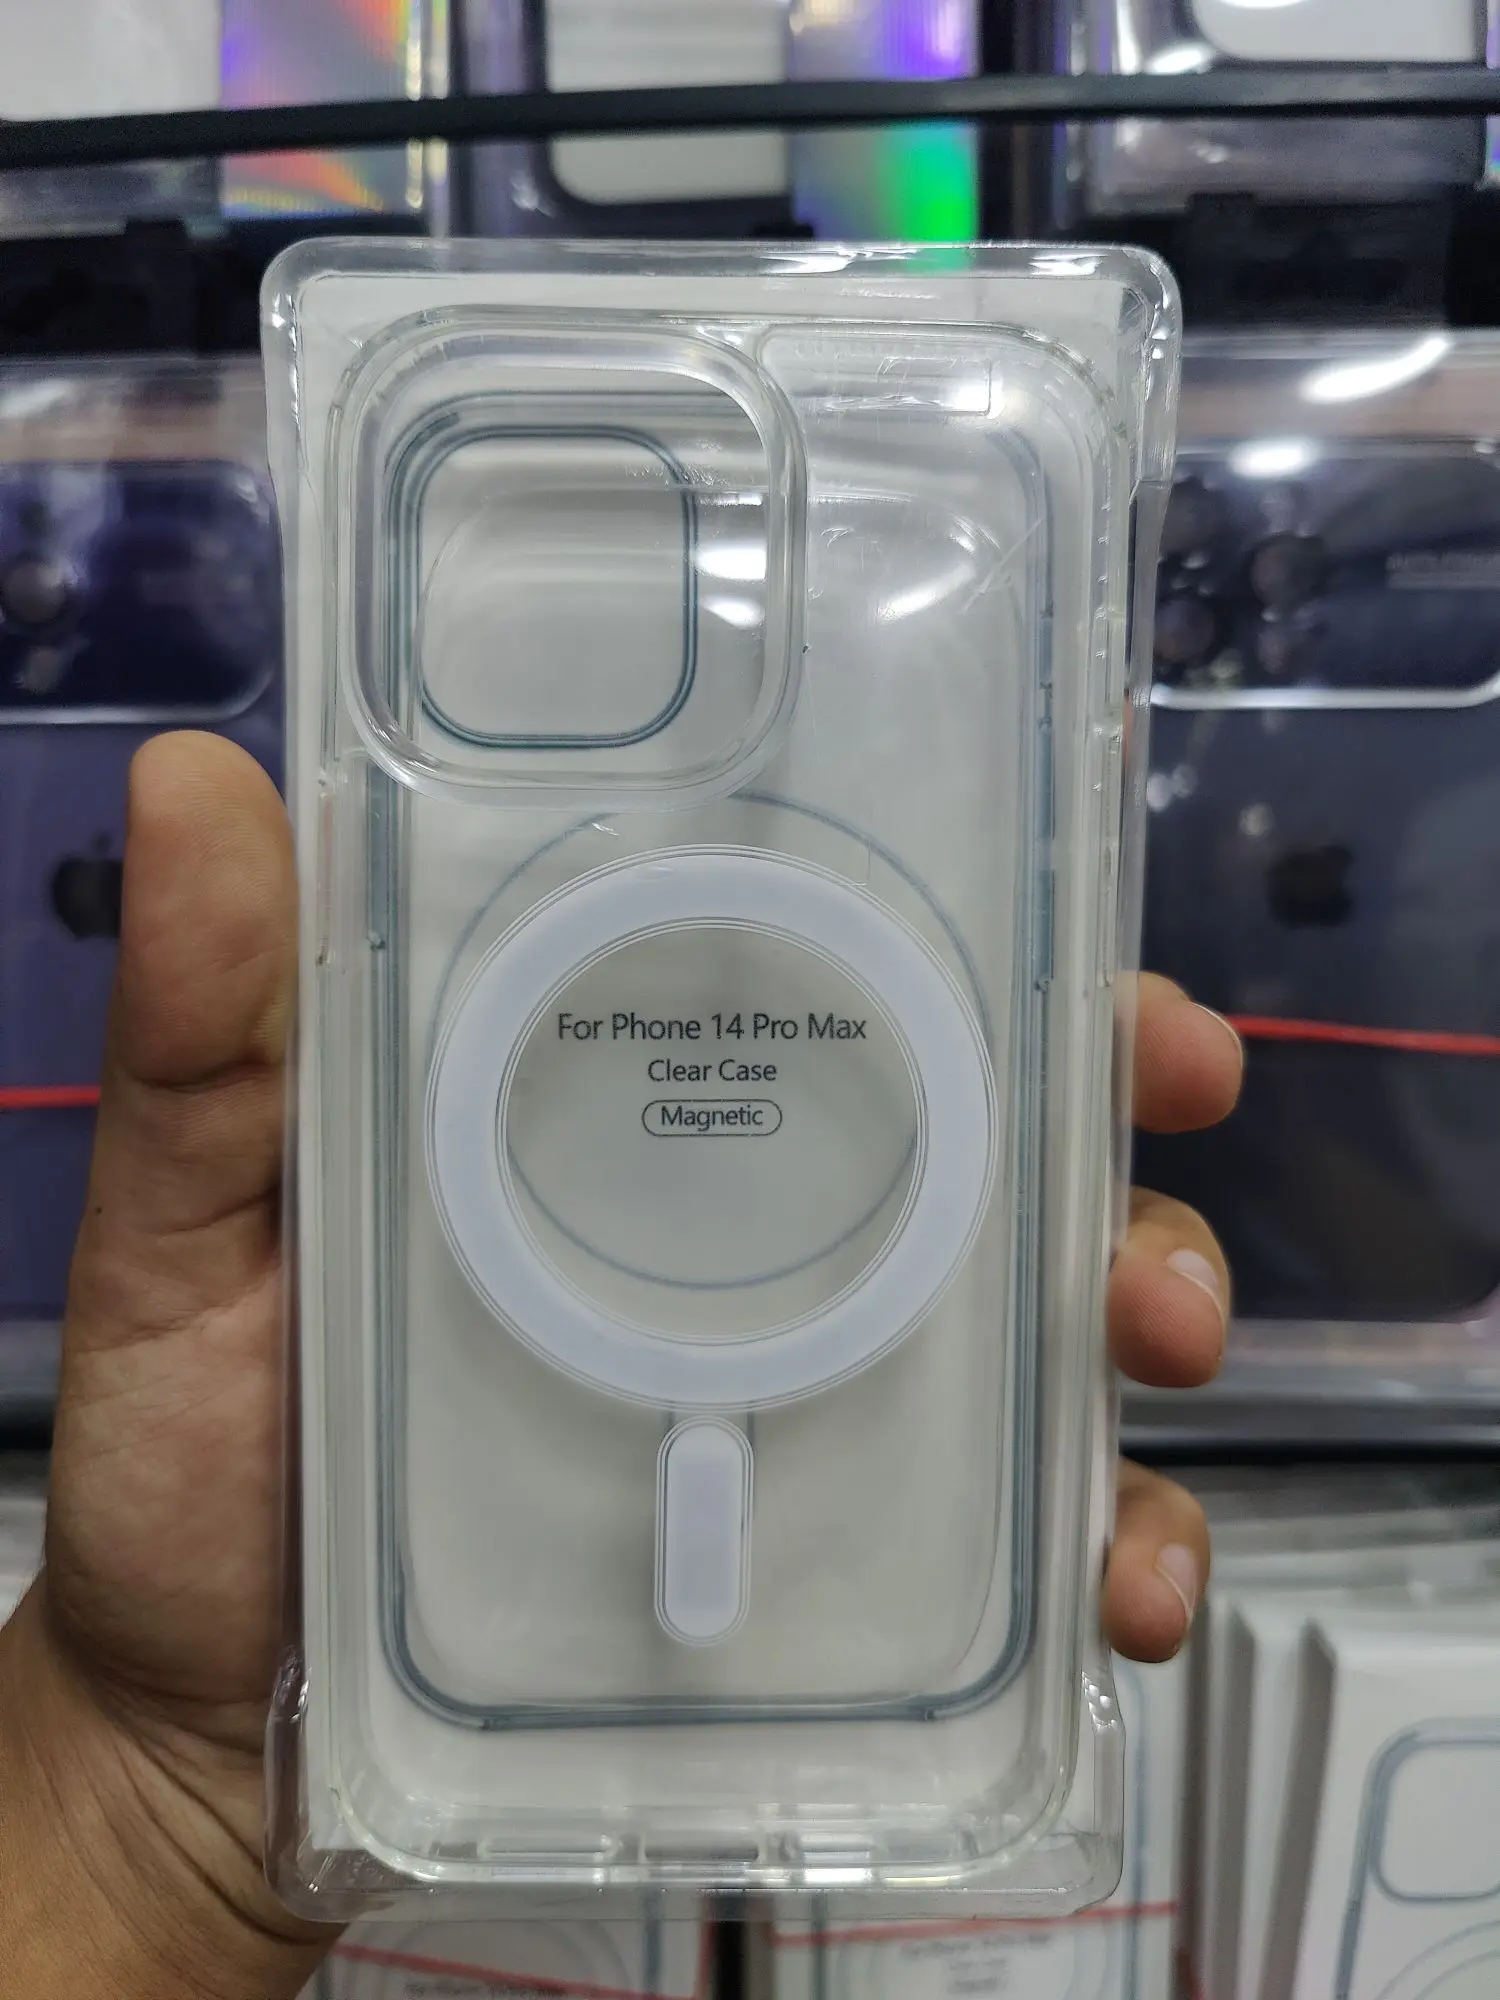 For Phone 14 Pro Max
Clear Case
Magnetic